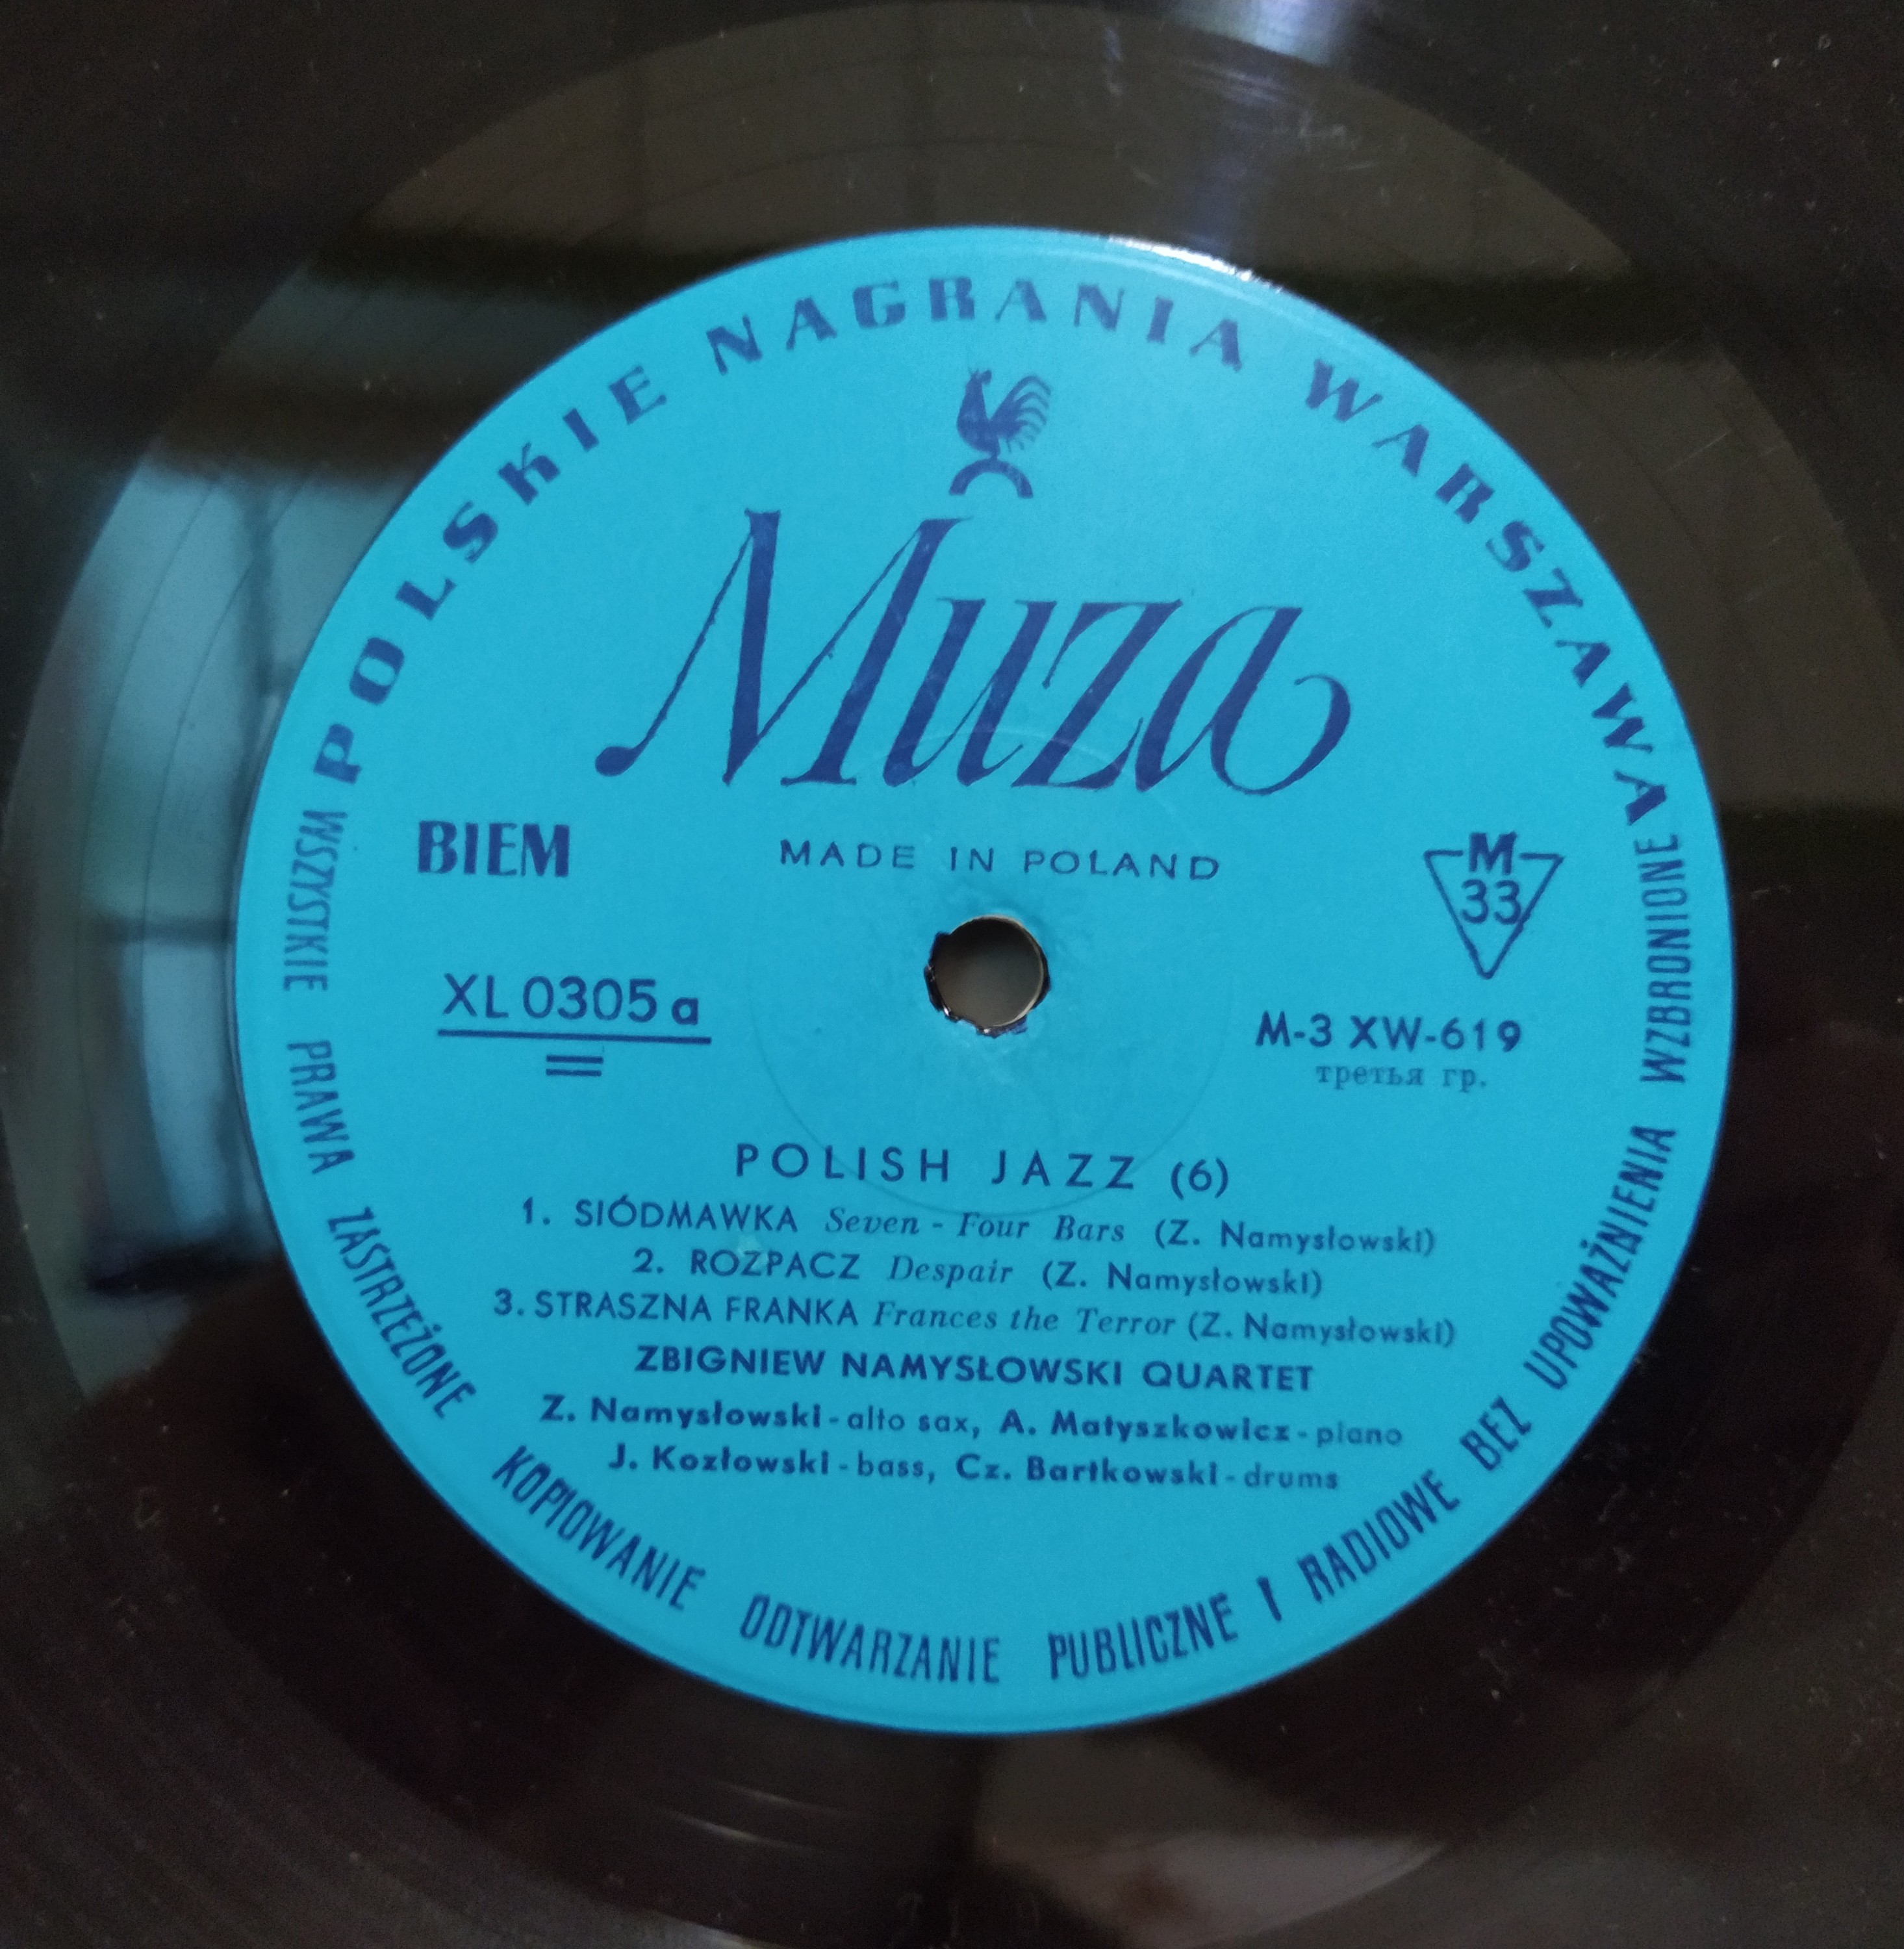 POLSKIE NAGRANIA WARSZAWA
Muza
BIEM
MADE IN POLAND
M
33
XL 0305 a
M-3 XW-619
третья гр.
POLISH JAZZ (6)
1. SIÓDMAWKA Seven - Four Bars (Z. Namysłowski)
2. ROZPACZ Despair (Z. Namysłowski)
3. STRASZNA FRANKA Frances the Terror (Z. Namysłowski)
ZBIGNIEW NAMYSŁOWSKI QUARTET
Z. Namysłowski - alto sax, A. Matyszkowicz - piano
J. Kozłowski - bass, Cz. Bartkowski - drums
WSZYSTKIE PRAWA ZASTRZEŻONE KOPIOWANIE ODTWARZANIE PUBLICZNE I RADIOWE BEZ UPOWAŻNIENIA WZBRONIONE